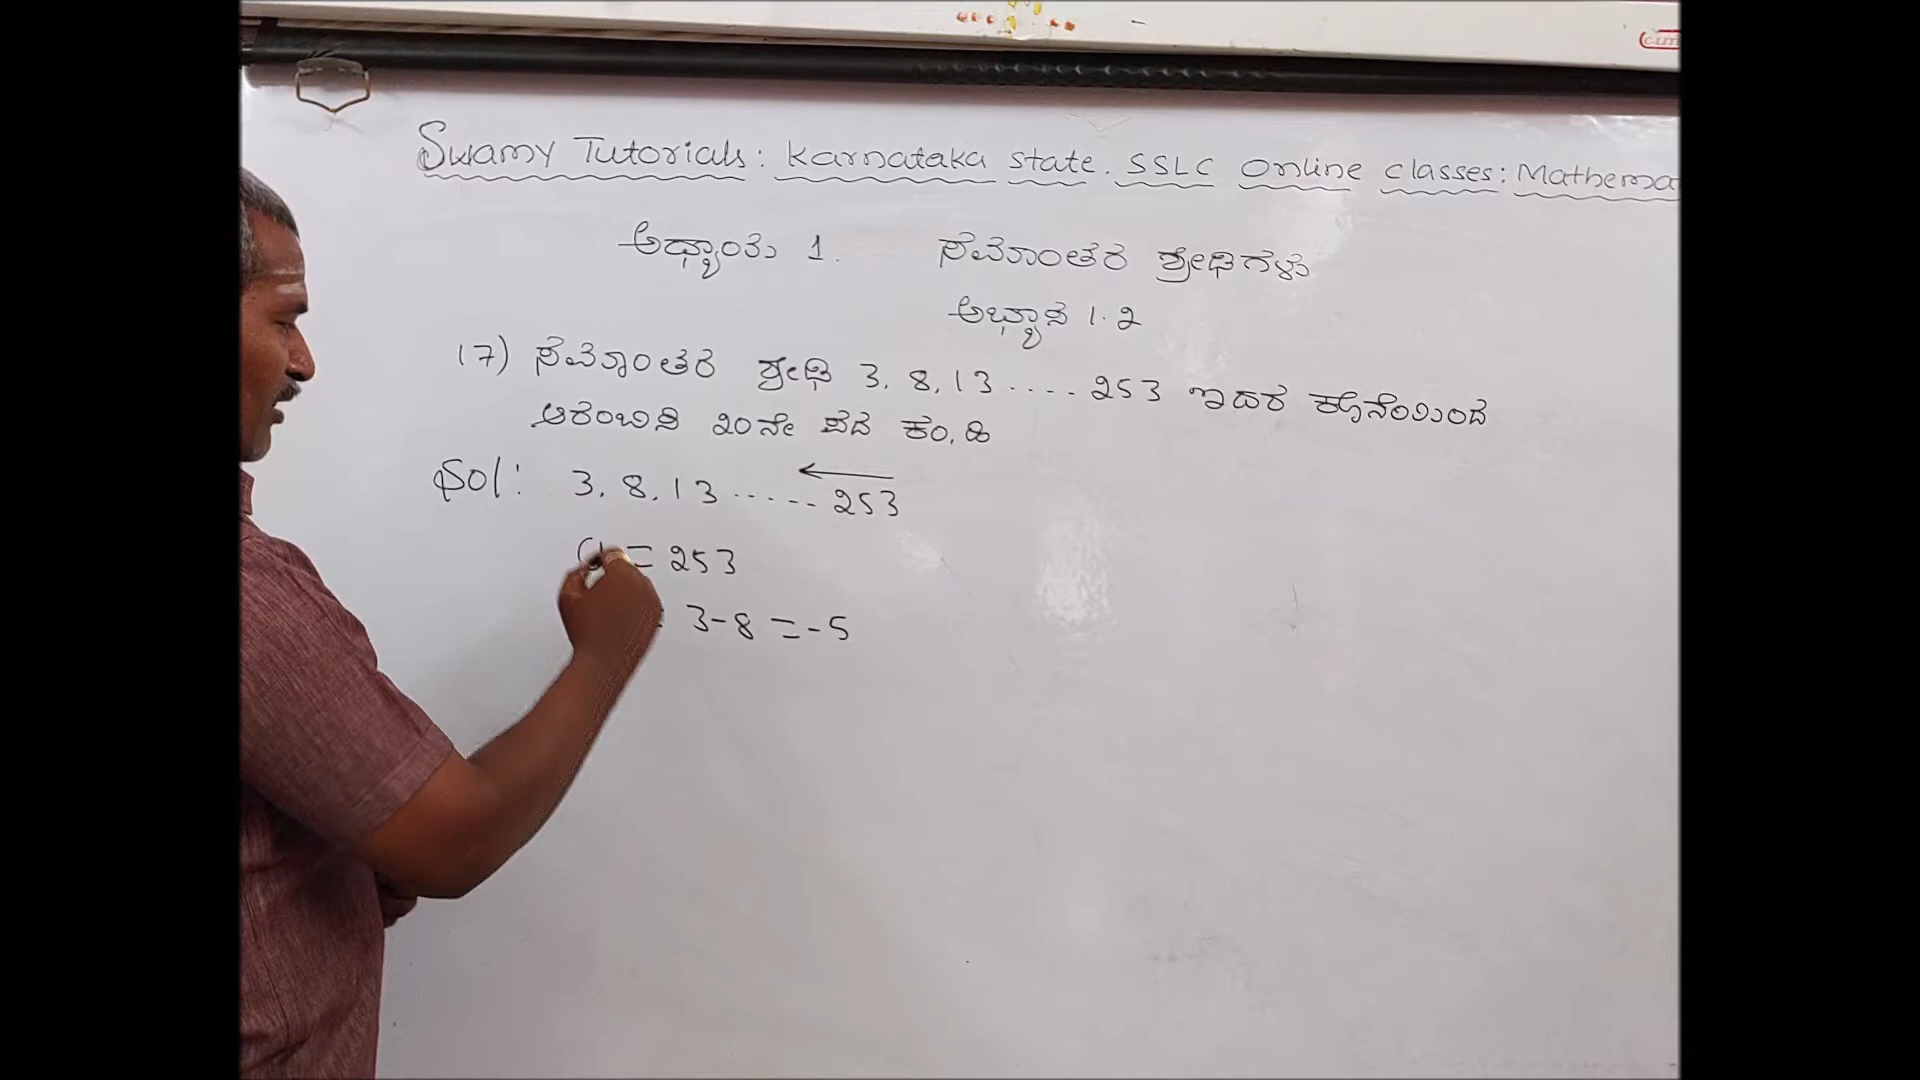 Swamy Tutorials: Karnataka state. SSLC Online classes: Mathema
ಅಧ್ಯಾಯ 1. ಸಮಾಂತರ ಶ್ರೇಢಿಗಳು
ಅಭ್ಯಾಸ 1.2
17) ಸಮಾಂತರ ಶ್ರೇಢಿ 3, 8, 13 ..... 253 ಇದರ ಕೊನೆಯಿಂದ
ಆರಂಬಿಸಿ 20ನೇ ಪದ ಕಂ.ಹಿ
Sol: 3, 8, 13 ...... 253
= 253
3-8 = -5